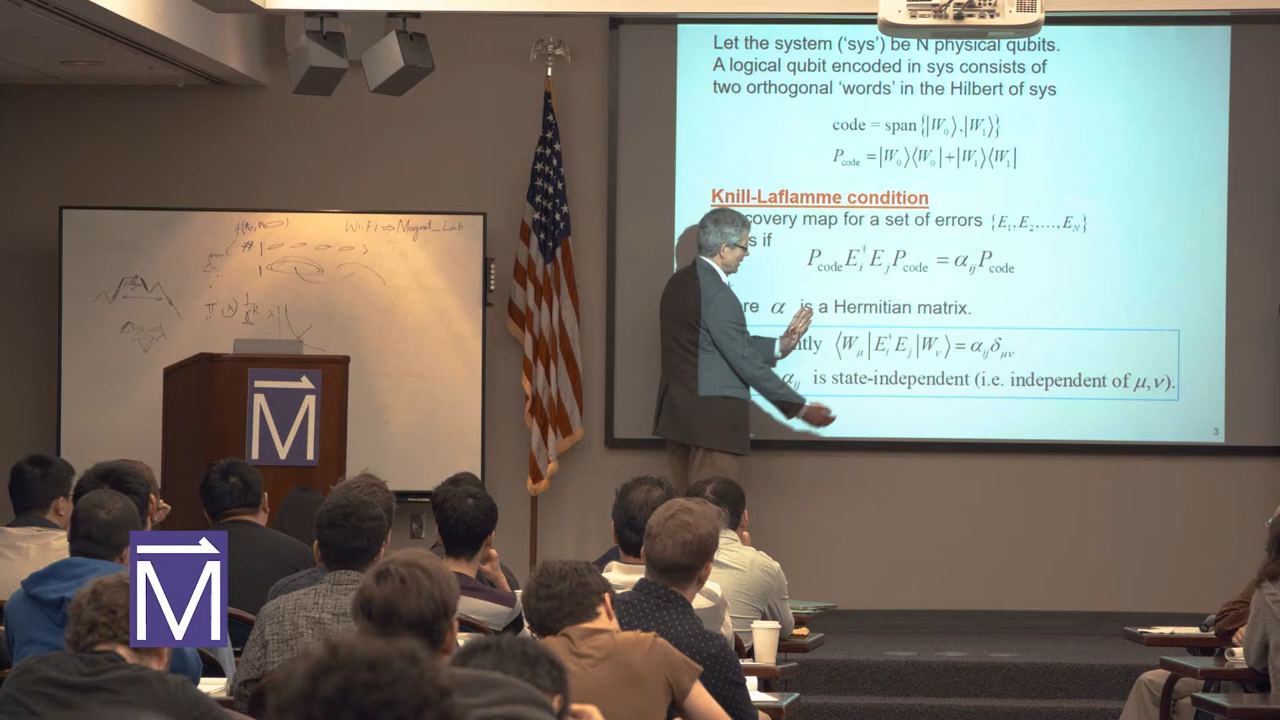 Let the system (‘sys’) be N physical qubits.
A logical qubit encoded in sys consists of
two orthogonal ‘words’ in the Hilbert of sys
code = span{|W₀⟩,|W₁⟩}
P_code = |W₀⟩⟨W₀|+|W₁⟩⟨W₁|
Knill-Laflamme condition
covery map for a set of errors {E₁,E₂,…,E_N}
s if
P_code E_i† E_j P_code = α_ij P_code
re α is a Hermitian matrix.
ntly ⟨W_μ|E_i†E_j|W_ν⟩ = α_ij δ_μν
α_ij is state-independent (i.e. independent of μ,ν).
3
Wi-Fi ⇒ Magnet_Lab
M
M